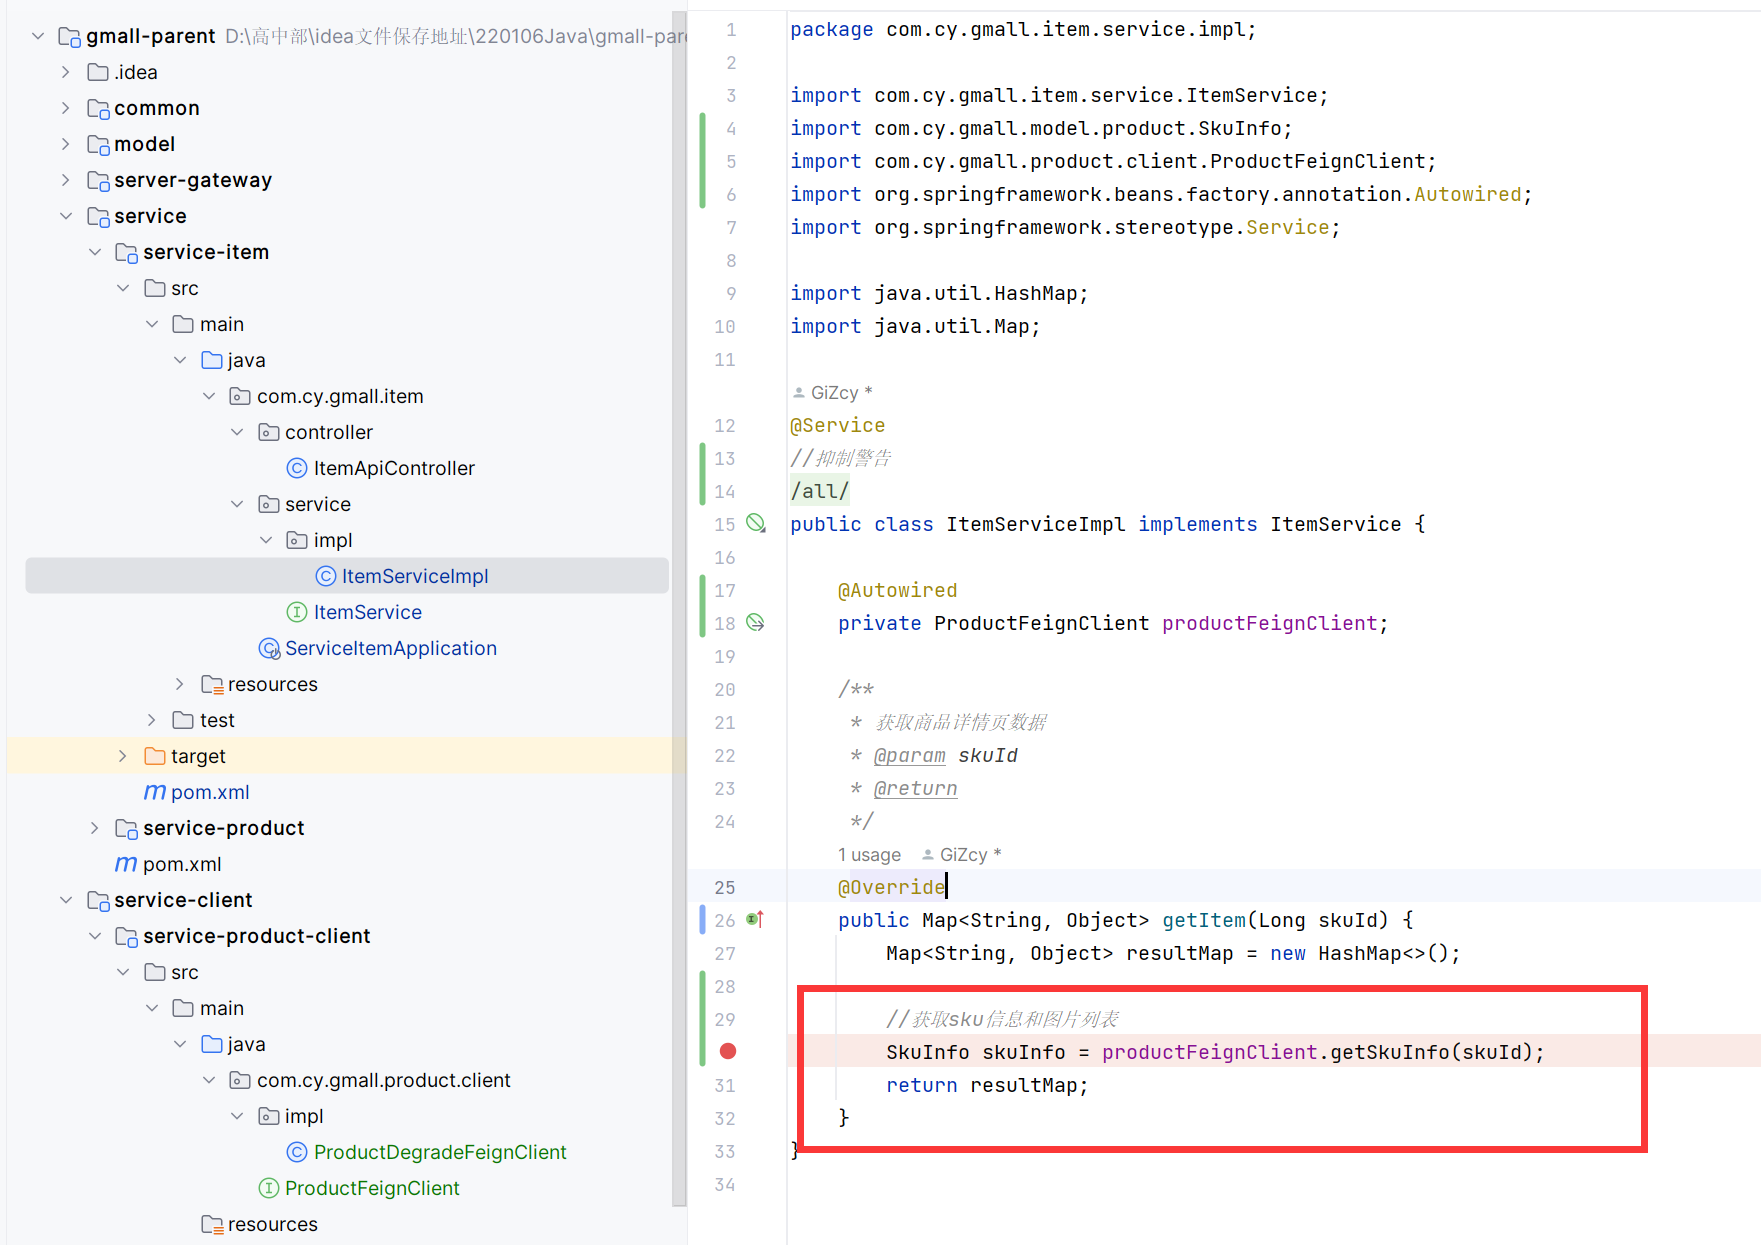 gmall-parent D:\高中部\idea文件保存地址\220106Java\gmall-pare
.idea
common
model
server-gateway
service
service-item
src
main
java
com.cy.gmall.item
controller
ItemApiController
service
impl
ItemServiceImpl
ItemService
ServiceItemApplication
resources
test
target
pom.xml
service-product
pom.xml
service-client
service-product-client
src
main
java
com.cy.gmall.product.client
impl
ProductDegradeFeignClient
ProductFeignClient
resources
1 package com.cy.gmall.item.service.impl;
2
3 import com.cy.gmall.item.service.ItemService;
4 import com.cy.gmall.model.product.SkuInfo;
5 import com.cy.gmall.product.client.ProductFeignClient;
6 import org.springframework.beans.factory.annotation.Autowired;
7 import org.springframework.stereotype.Service;
8
9 import java.util.HashMap;
10 import java.util.Map;
11
GiZcy *
12 @Service
13 //抑制警告
14 /all/
15 public class ItemServiceImpl implements ItemService {
16
17 @Autowired
18 private ProductFeignClient productFeignClient;
19
20 /**
21 * 获取商品详情页数据
22 * @param skuId
23 * @return
24 */
1 usage GiZcy *
25 @Override
26 public Map<String, Object> getItem(Long skuId) {
27 Map<String, Object> resultMap = new HashMap<>();
28
29 //获取sku信息和图片列表
SkuInfo skuInfo = productFeignClient.getSkuInfo(skuId);
31 return resultMap;
32 }
33 }
34